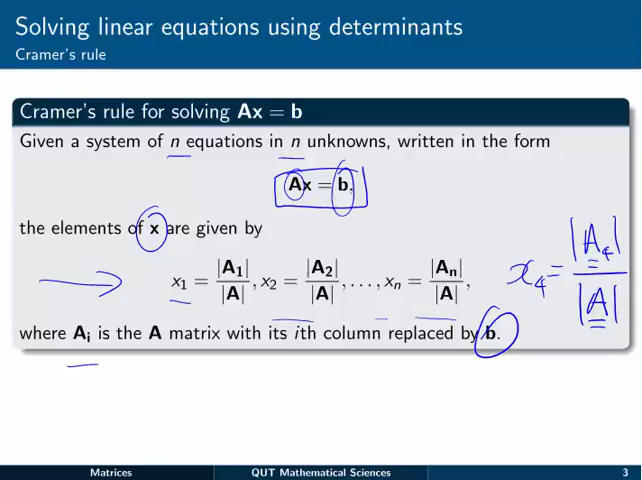 Solving linear equations using determinants
Cramer's rule
Cramer's rule for solving Ax = b
Given a system of n equations in n unknowns, written in the form
Ax = b,
the elements of x are given by
x₁ = |A₁|/|A|, x₂ = |A₂|/|A|, . . . , xₙ = |Aₙ|/|A|,
x₄ = |A₄|/|A|
where Aᵢ is the A matrix with its ith column replaced by b.
Matrices QUT Mathematical Sciences 3